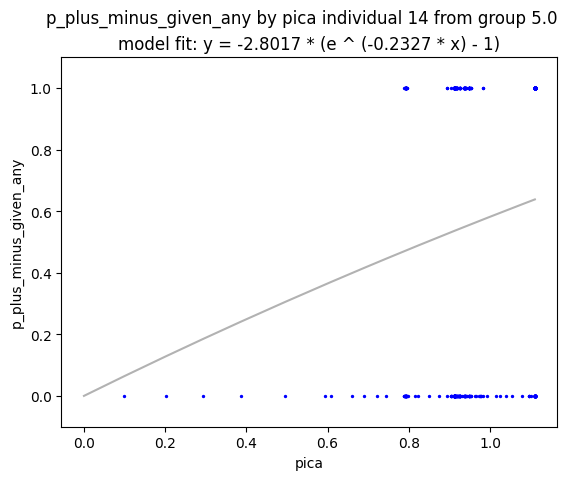 p_plus_minus_given_any by pica individual 14 from group 5.0
model fit: y = -2.8017 * (e ^ (-0.2327 * x) - 1)
1.0
0.8
0.6
0.4
0.2
0.0
p_plus_minus_given_any
0.0 0.2 0.4 0.6 0.8 1.0
pica